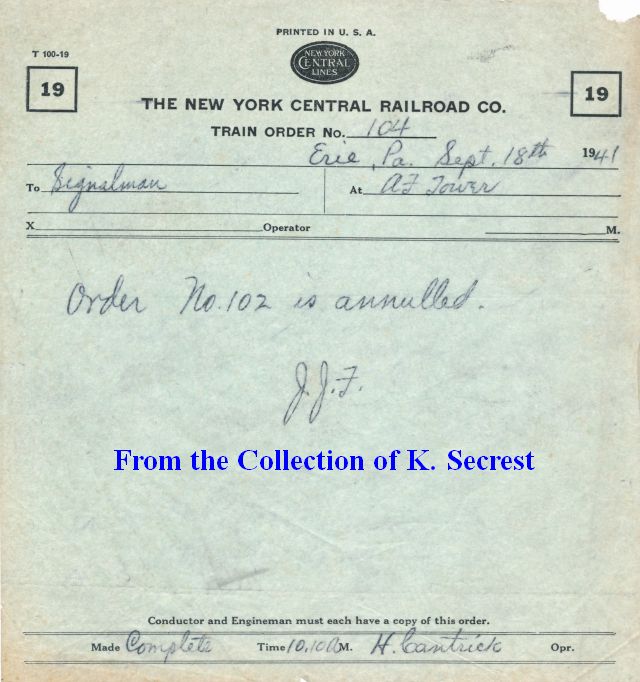 PRINTED IN U. S. A.
T 100-19
NEW YORK
CENTRAL
LINES
19
19
THE NEW YORK CENTRAL RAILROAD CO.
TRAIN ORDER No. 104
Erie, Pa. Sept. 18th 1941
To Signalman At AF Tower
X Operator M.
Order No. 102 is annulled.
J.J.F.
From the Collection of K. Secrest
Conductor and Engineman must each have a copy of this order.
Made Complete Time 10.10A M. H. Cantrick Opr.